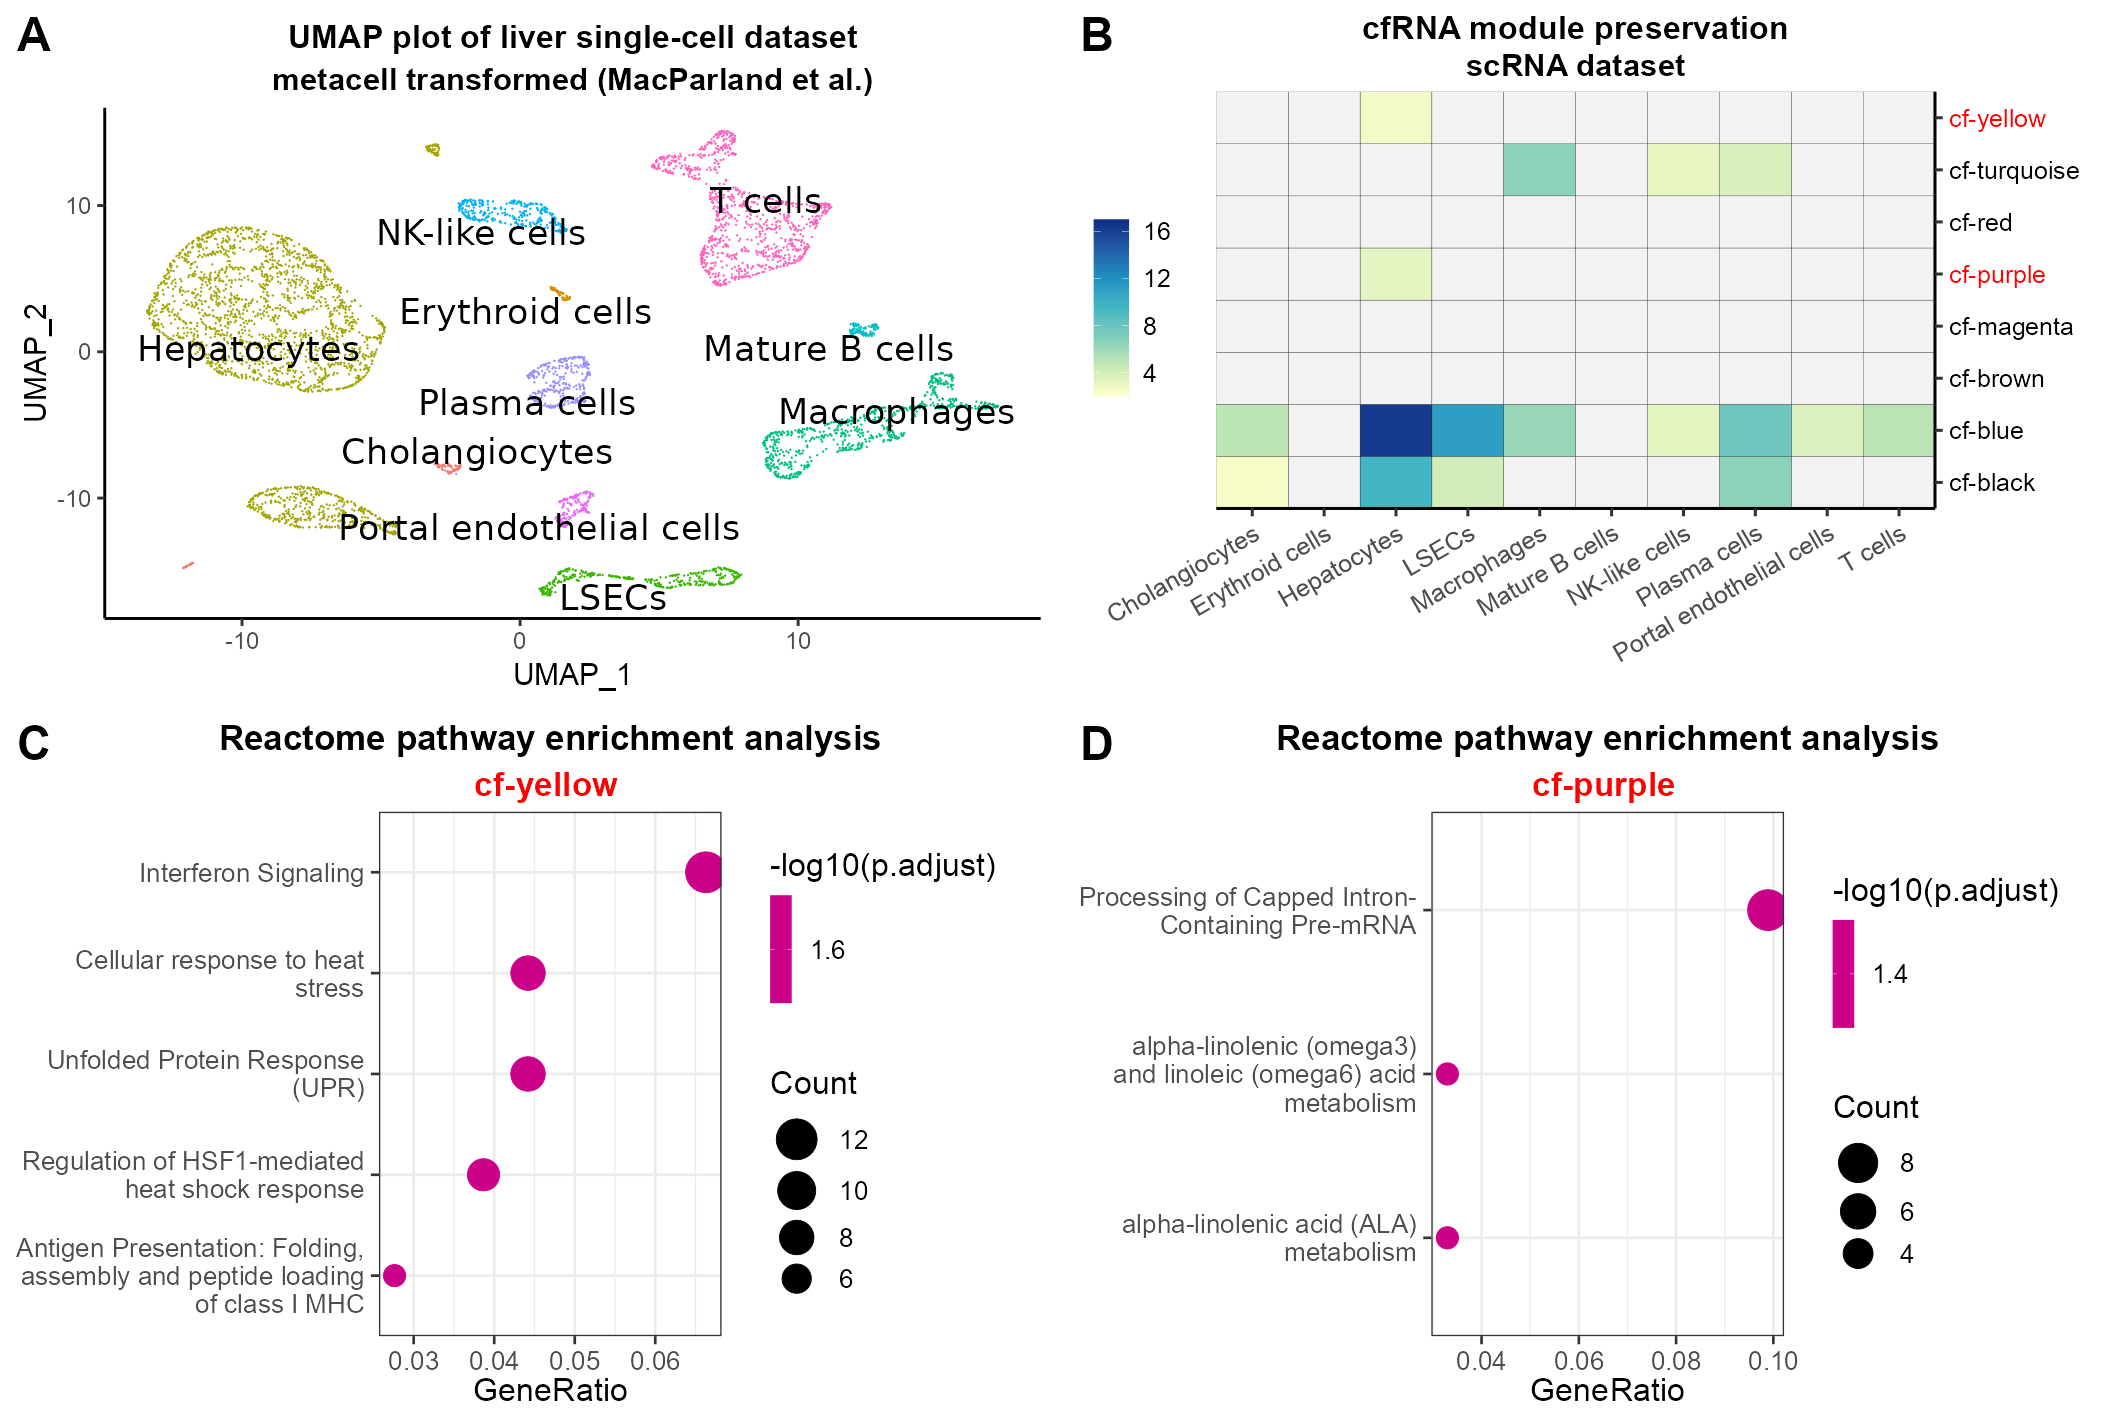 A
UMAP plot of liver single-cell dataset
metacell transformed (MacParland et al.)
10
0
-10
UMAP_2
T cells
NK-like cells
Erythroid cells
Hepatocytes
Mature B cells
Plasma cells
Macrophages
Cholangiocytes
Portal endothelial cells
LSECs
-10
0
10
UMAP_1
B
cfRNA module preservation
scRNA dataset
16
12
8
4
cf-yellow
cf-turquoise
cf-red
cf-purple
cf-magenta
cf-brown
cf-blue
cf-black
Cholangiocytes
Erythroid cells
Hepatocytes
LSECs
Macrophages
Mature B cells
NK-like cells
Plasma cells
Portal endothelial cells
T cells
C
Reactome pathway enrichment analysis
cf-yellow
Interferon Signaling
Cellular response to heat
stress
Unfolded Protein Response
(UPR)
Regulation of HSF1-mediated
heat shock response
Antigen Presentation: Folding,
assembly and peptide loading
of class I MHC
0.03
0.04
0.05
0.06
GeneRatio
-log10(p.adjust)
1.6
Count
12
10
8
6
D
Reactome pathway enrichment analysis
cf-purple
Processing of Capped Intron-
Containing Pre-mRNA
alpha-linolenic (omega3)
and linoleic (omega6) acid
metabolism
alpha-linolenic acid (ALA)
metabolism
0.04
0.06
0.08
0.10
GeneRatio
-log10(p.adjust)
1.4
Count
8
6
4